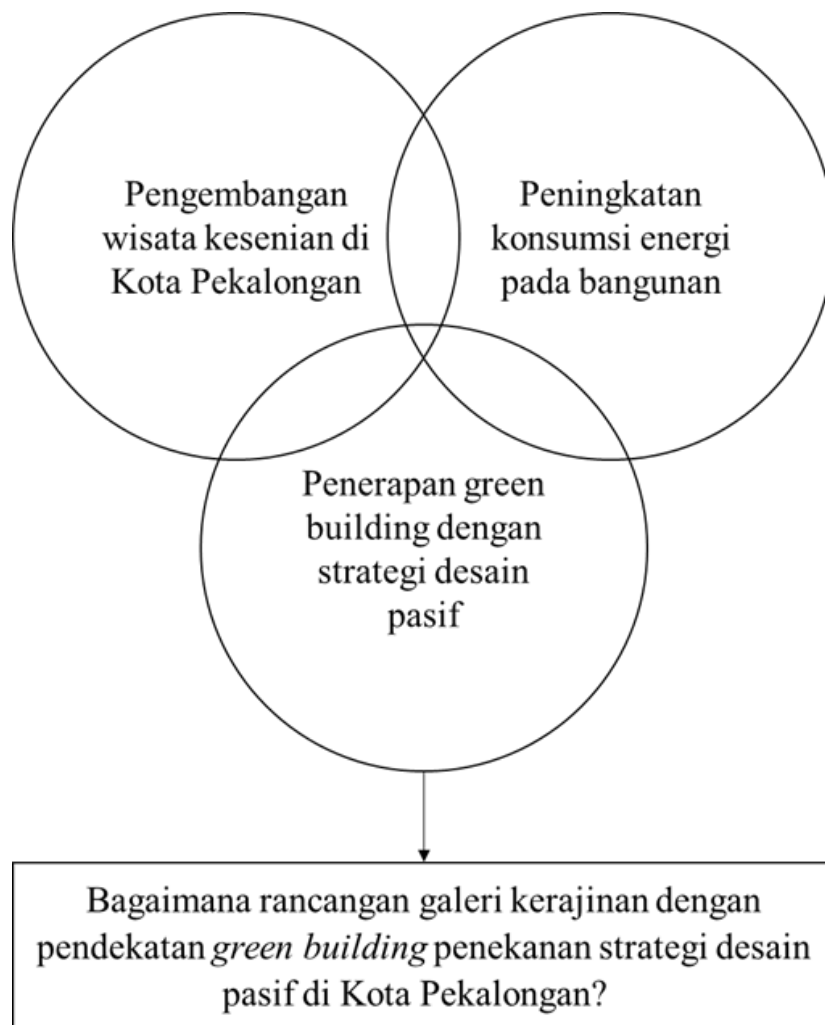 Pengembangan
wisata kesenian di
Kota Pekalongan
Peningkatan
konsumsi energi
pada bangunan
Penerapan green
building dengan
strategi desain
pasif
Bagaimana rancangan galeri kerajinan dengan
pendekatan green building penekanan strategi desain
pasif di Kota Pekalongan?